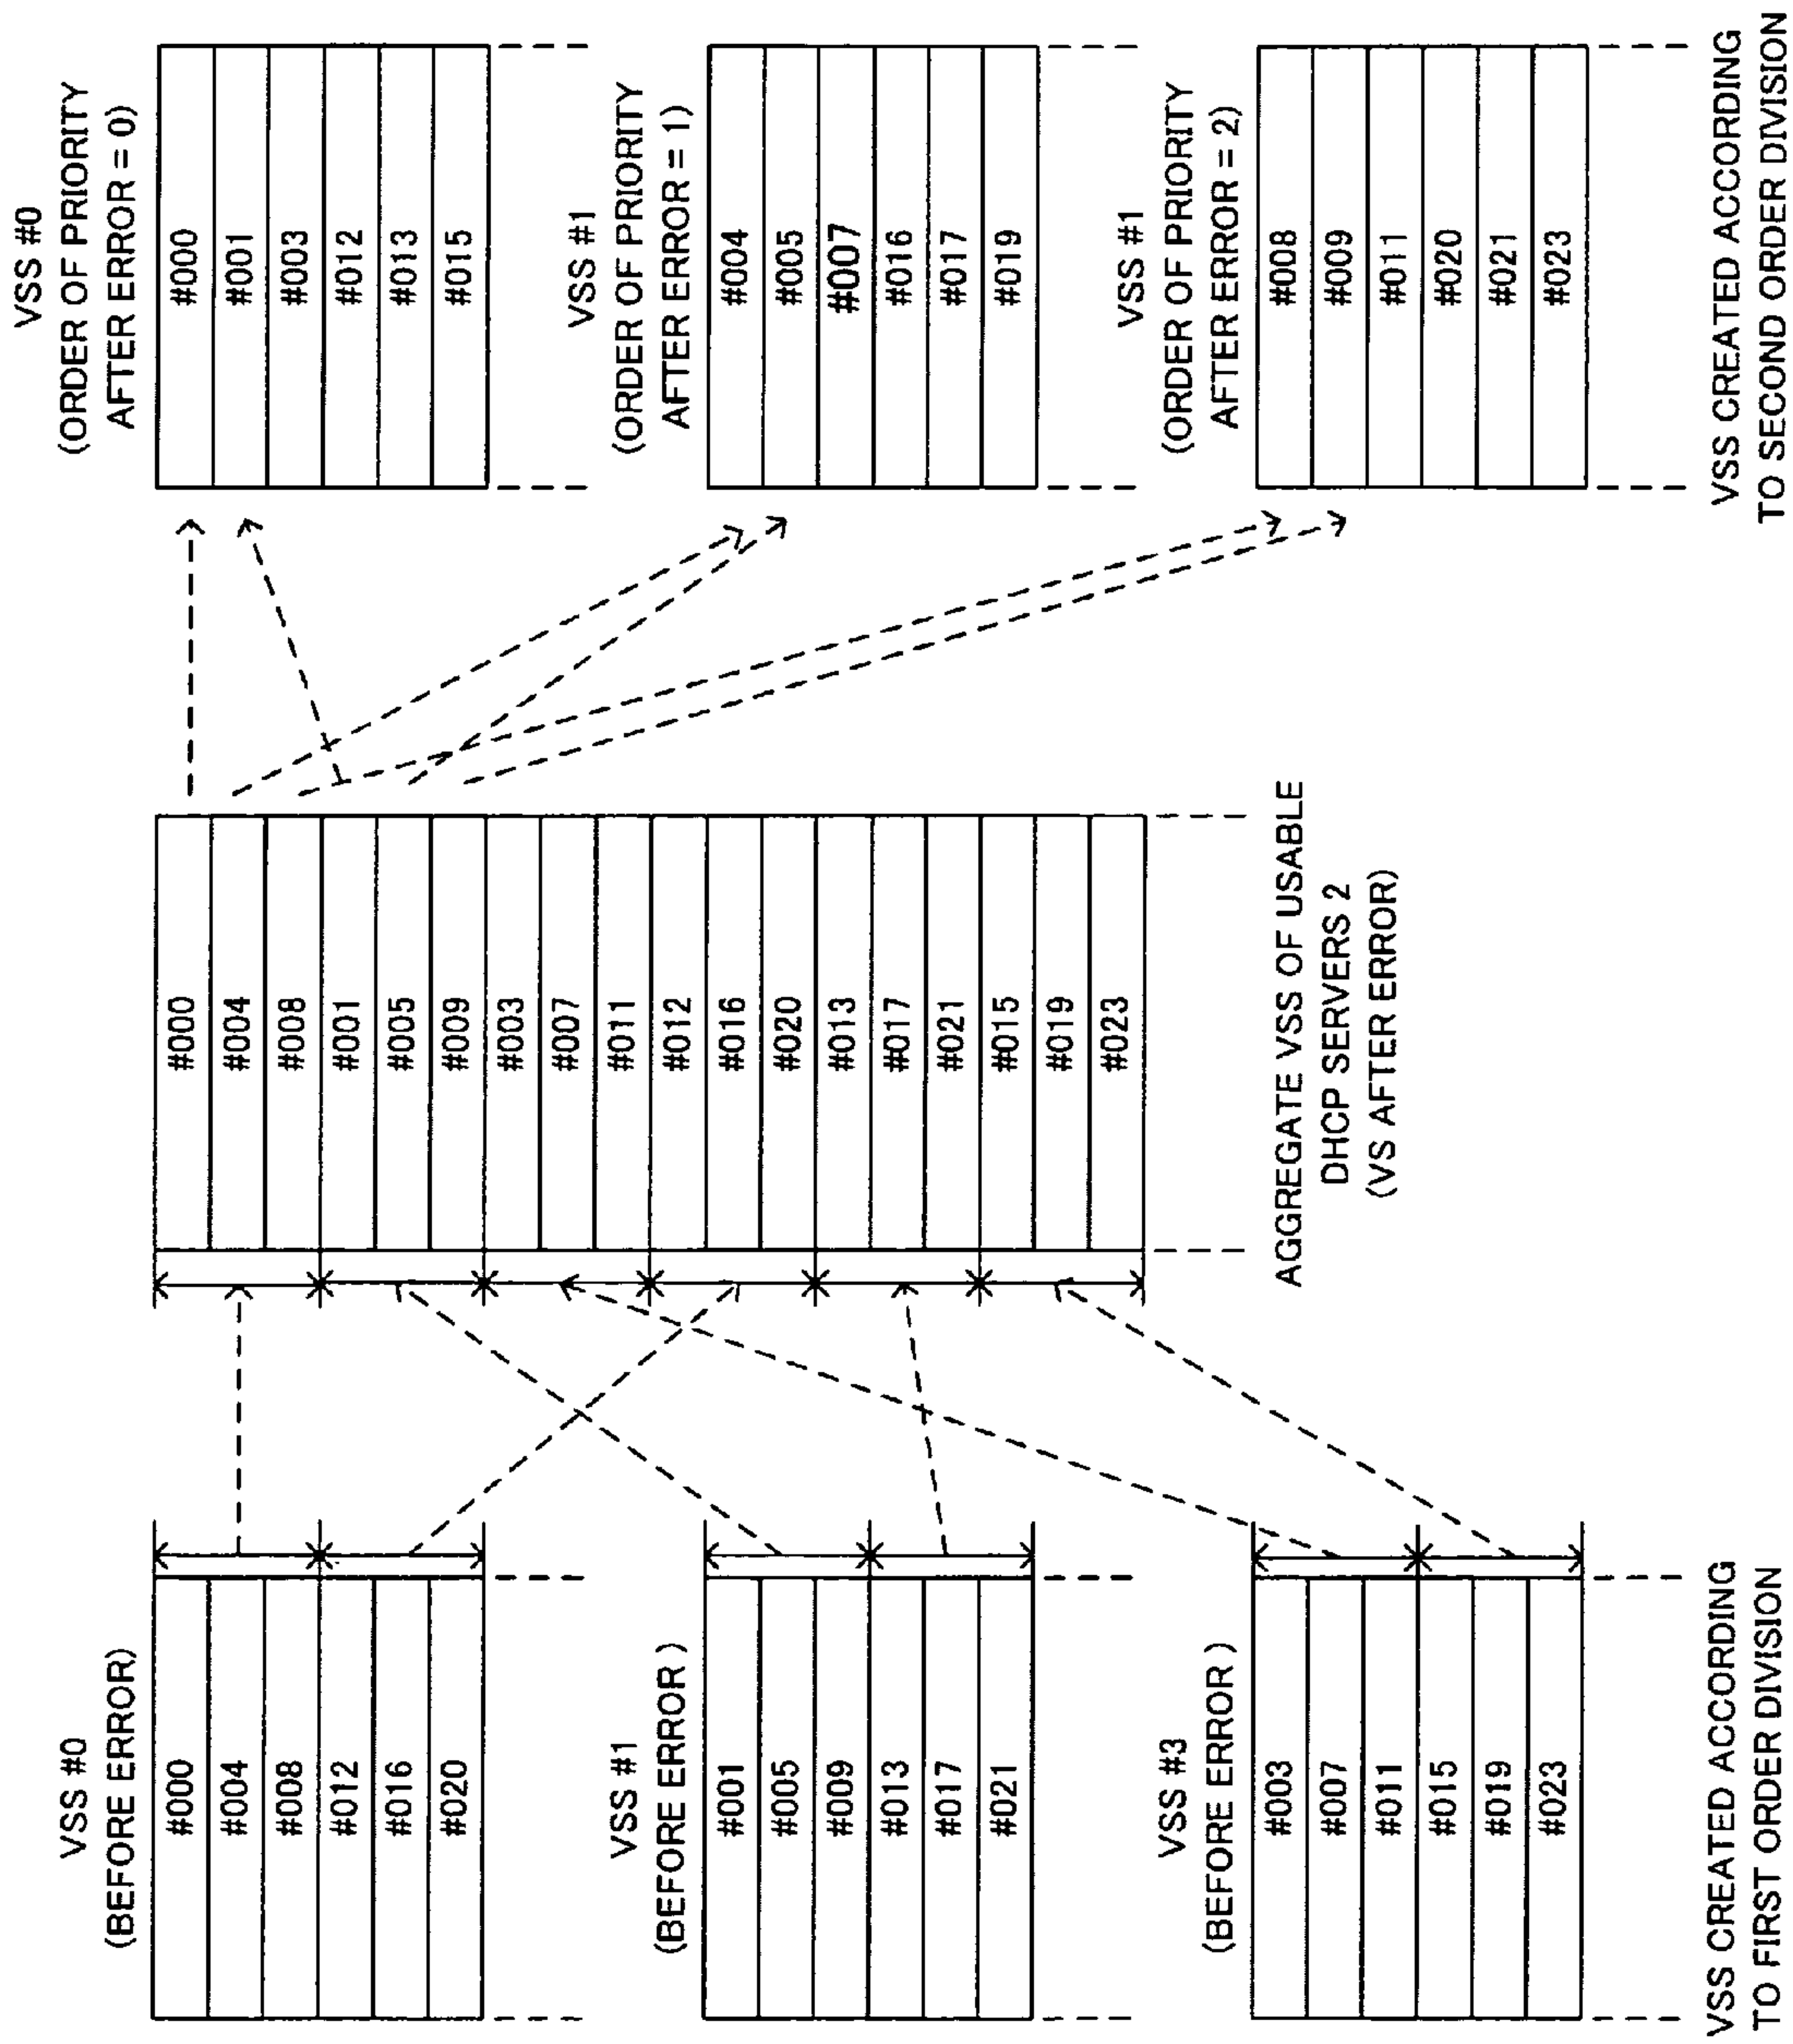 VSS #0
(BEFORE ERROR)
#000
#004
#008
#012
#016
#020
VSS #1
(BEFORE ERROR )
#001
#005
#009
#013
#017
#021
VSS #3
(BEFORE ERROR )
#003
#007
#011
#015
#019
#023
VSS CREATED ACCORDING
TO FIRST ORDER DIVISION
#000
#004
#008
#001
#005
#009
#003
#007
#011
#012
#016
#020
#013
#017
#021
#015
#019
#023
AGGREGATE VSS OF USABLE
DHCP SERVERS 2
(VS AFTER ERROR)
VSS #0
(ORDER OF PRIORITY
AFTER ERROR = 0)
#000
#001
#003
#012
#013
#015
VSS #1
(ORDER OF PRIORITY
AFTER ERROR = 1)
#004
#005
#007
#016
#017
#019
VSS #1
(ORDER OF PRIORITY
AFTER ERROR = 2)
#008
#009
#011
#020
#021
#023
VSS CREATED ACCORDING
TO SECOND ORDER DIVISION